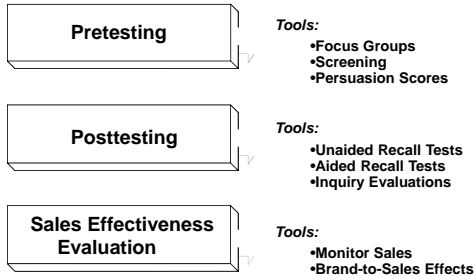 Pretesting
Tools:
•Focus Groups
•Screening
•Persuasion Scores
Posttesting
Tools:
•Unaided Recall Tests
•Aided Recall Tests
•Inquiry Evaluations
Sales Effectiveness
Evaluation
Tools:
•Monitor Sales
•Brand-to-Sales Effects